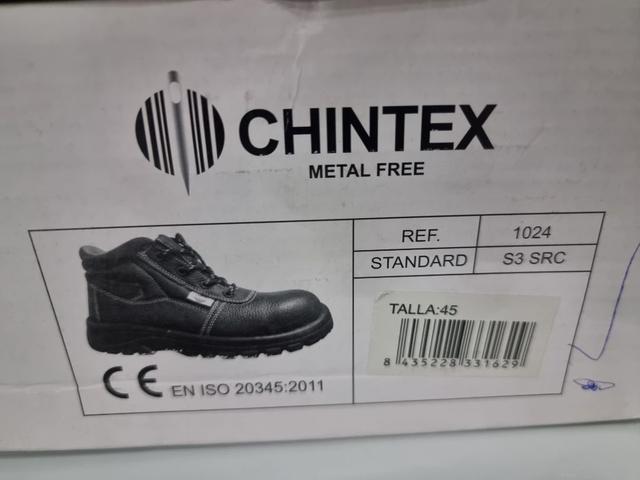 CHINTEX
METAL FREE
REF. 1024
STANDARD S3 SRC
TALLA:45
8 435228 331629
CE EN ISO 20345:2011